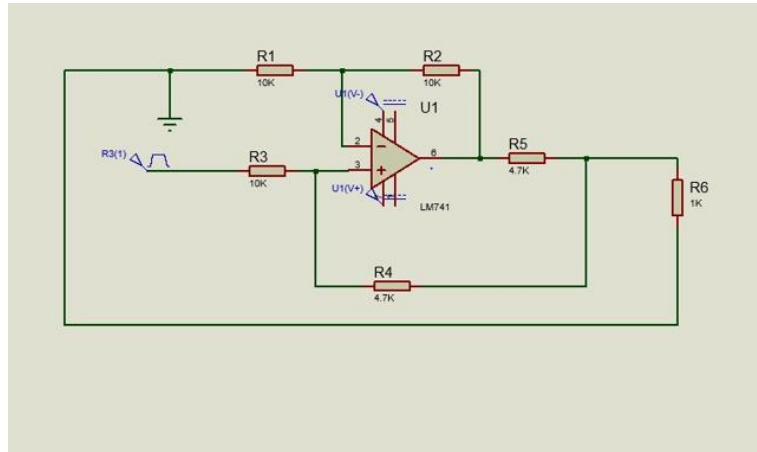 R1
10K
R2
10K
U1(V-)
U1
4
5
2
R3(1)
R3
10K
3
6
R5
4.7K
U1(V+)
LM741
R6
1K
R4
4.7K